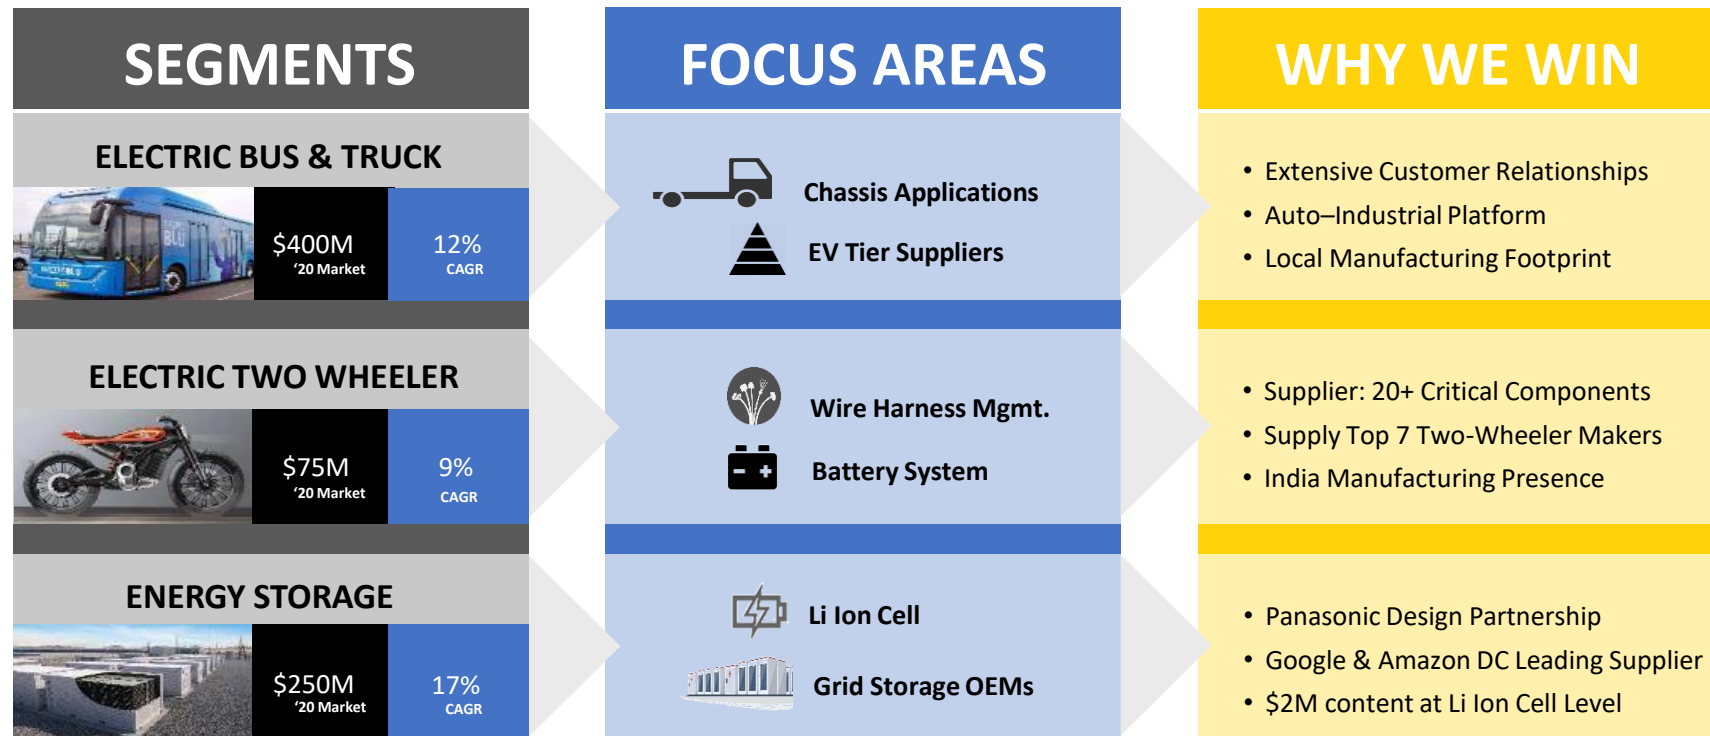 SEGMENTS
FOCUS AREAS
WHY WE WIN
ELECTRIC BUS & TRUCK
$400M
'20 Market
12%
CAGR
Chassis Applications
EV Tier Suppliers
• Extensive Customer Relationships
• Auto–Industrial Platform
• Local Manufacturing Footprint
ELECTRIC TWO WHEELER
$75M
'20 Market
9%
CAGR
Wire Harness Mgmt.
Battery System
• Supplier: 20+ Critical Components
• Supply Top 7 Two-Wheeler Makers
• India Manufacturing Presence
ENERGY STORAGE
$250M
'20 Market
17%
CAGR
Li Ion Cell
Grid Storage OEMs
• Panasonic Design Partnership
• Google & Amazon DC Leading Supplier
• $2M content at Li Ion Cell Level